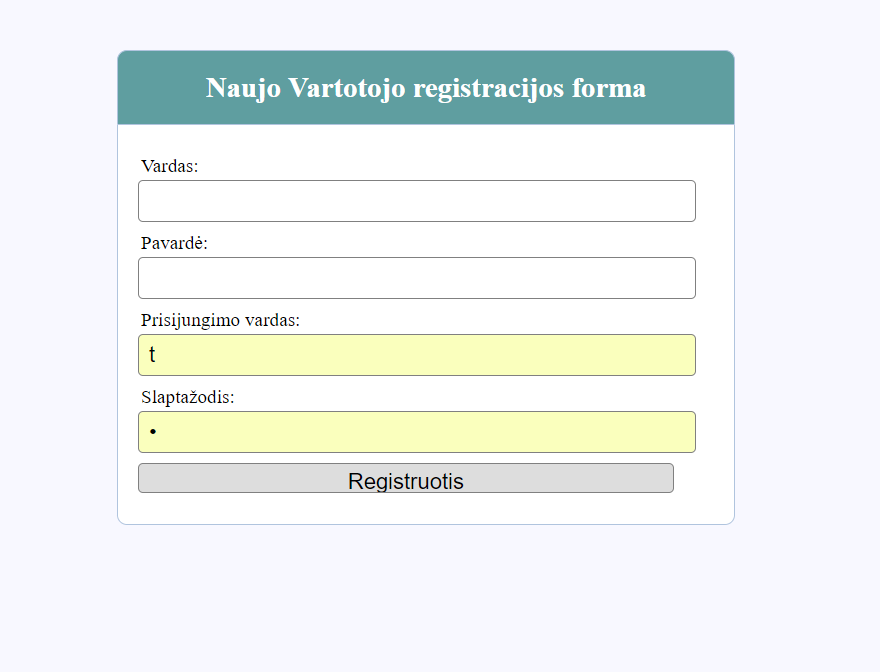 Naujo Vartotojo registracijos forma
Vardas:
Pavardė:
Prisijungimo vardas:
t
Slaptažodis:
•
Registruotis